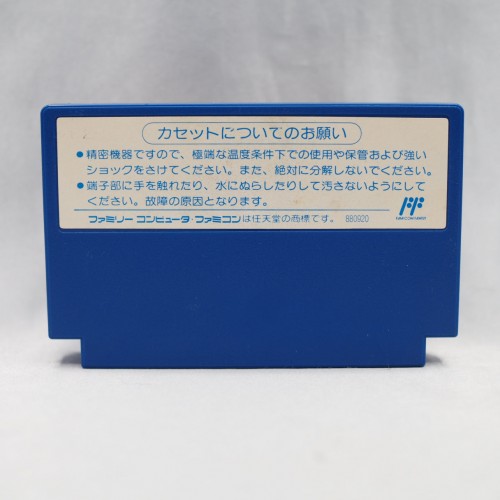 カセットについてのお願い
●精密機器ですので、極端な温度条件下での使用や保管および強い
ショックをさけてください。また、絶対に分解しないでください。
●端子部に手を触れたり、水にぬらしたりして汚さないようにして
ください。故障の原因となります。
ファミリーコンピュータ・ファミコンは任天堂の商標です。 880920